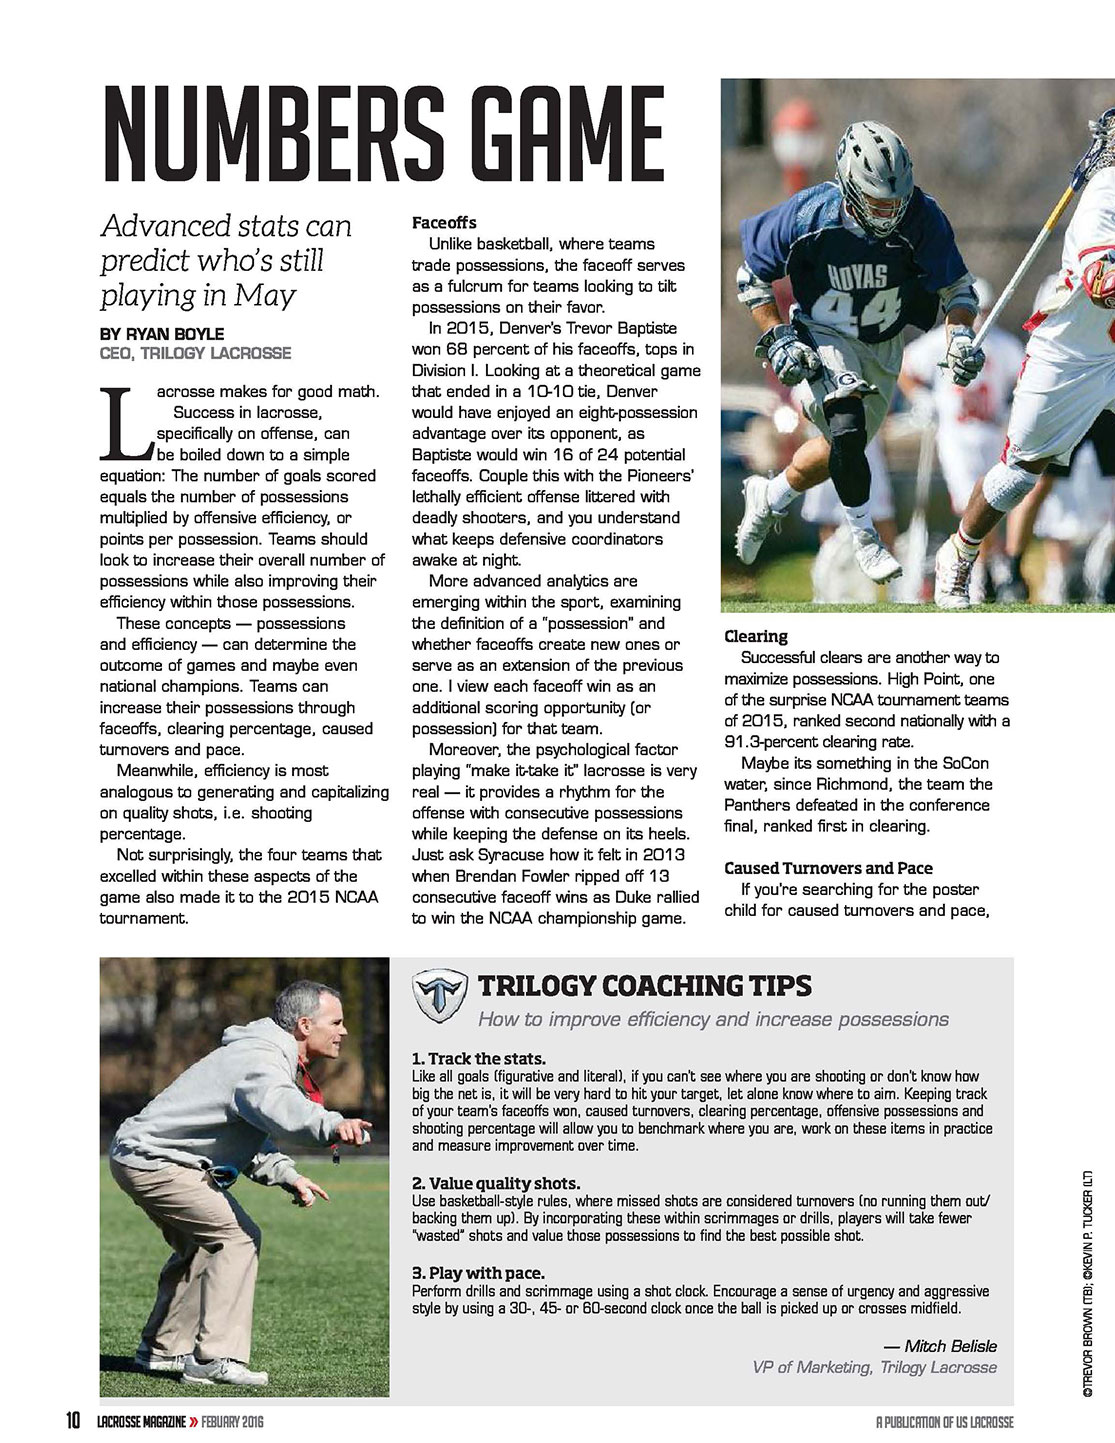 NUMBERS GAME
Advanced stats can
predict who's still
playing in May
BY RYAN BOYLE
CEO, TRILOGY LACROSSE
Lacrosse makes for good math.
Success in lacrosse,
specifically on offense, can
be boiled down to a simple
equation: The number of goals scored
equals the number of possessions
multiplied by offensive efficiency, or
points per possession. Teams should
look to increase their overall number of
possessions while also improving their
efficiency within those possessions.
These concepts — possessions
and efficiency — can determine the
outcome of games and maybe even
national champions. Teams can
increase their possessions through
faceoffs, clearing percentage, caused
turnovers and pace.
Meanwhile, efficiency is most
analogous to generating and capitalizing
on quality shots, i.e. shooting
percentage.
Not surprisingly, the four teams that
excelled within these aspects of the
game also made it to the 2015 NCAA
tournament.
Faceoffs
Unlike basketball, where teams
trade possessions, the faceoff serves
as a fulcrum for teams looking to tilt
possessions on their favor.
In 2015, Denver's Trevor Baptiste
won 68 percent of his faceoffs, tops in
Division I. Looking at a theoretical game
that ended in a 10-10 tie, Denver
would have enjoyed an eight-possession
advantage over its opponent, as
Baptiste would win 16 of 24 potential
faceoffs. Couple this with the Pioneers'
lethally efficient offense littered with
deadly shooters, and you understand
what keeps defensive coordinators
awake at night.
More advanced analytics are
emerging within the sport, examining
the definition of a "possession" and
whether faceoffs create new ones or
serve as an extension of the previous
one. I view each faceoff win as an
additional scoring opportunity (or
possession) for that team.
Moreover, the psychological factor
playing "make it-take it" lacrosse is very
real — it provides a rhythm for the
offense with consecutive possessions
while keeping the defense on its heels.
Just ask Syracuse how it felt in 2013
when Brendan Fowler ripped off 13
consecutive faceoff wins as Duke rallied
to win the NCAA championship game.
HOYAS
44
G
Clearing
Successful clears are another way to
maximize possessions. High Point, one
of the surprise NCAA tournament teams
of 2015, ranked second nationally with a
91.3-percent clearing rate.
Maybe its something in the SoCon
water, since Richmond, the team the
Panthers defeated in the conference
final, ranked first in clearing.
Caused Turnovers and Pace
If you're searching for the poster
child for caused turnovers and pace,
TRILOGY COACHING TIPS
How to improve efficiency and increase possessions
1. Track the stats.
Like all goals (figurative and literal), if you can't see where you are shooting or don't know how
big the net is, it will be very hard to hit your target, let alone know where to aim. Keeping track
of your team's faceoffs won, caused turnovers, clearing percentage, offensive possessions and
shooting percentage will allow you to benchmark where you are, work on these items in practice
and measure improvement over time.
2. Value quality shots.
Use basketball-style rules, where missed shots are considered turnovers (no running them out/
backing them up). By incorporating these within scrimmages or drills, players will take fewer
"wasted" shots and value those possessions to find the best possible shot.
3. Play with pace.
Perform drills and scrimmage using a shot clock. Encourage a sense of urgency and aggressive
style by using a 30-, 45- or 60-second clock once the ball is picked up or crosses midfield.
— Mitch Belisle
VP of Marketing, Trilogy Lacrosse
©TREVOR BROWN (TB); ©KEVIN P. TUCKER (LT)
10 LACROSSE MAGAZINE » FEBUARY 2016
A PUBLICATION OF US LACROSSE